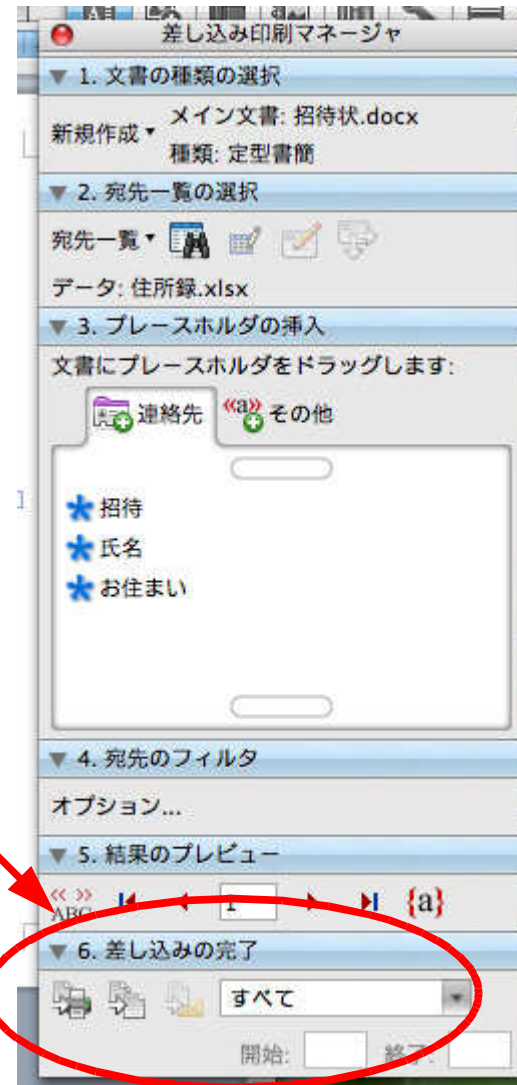 差し込み印刷マネージャ
▼ 1. 文書の種類の選択
新規作成▼ メイン文書: 招待状.docx
種類: 定型書簡
▼ 2. 宛先一覧の選択
宛先一覧▼
データ: 住所録.xlsx
▼ 3. プレースホルダの挿入
文書にプレースホルダをドラッグします:
連絡先 «a» その他
招待
氏名
お住まい
▼ 4. 宛先のフィルタ
オプション...
▼ 5. 結果のプレビュー
« » ABC 1 {a}
▼ 6. 差し込みの完了
すべて
開始: 終了: